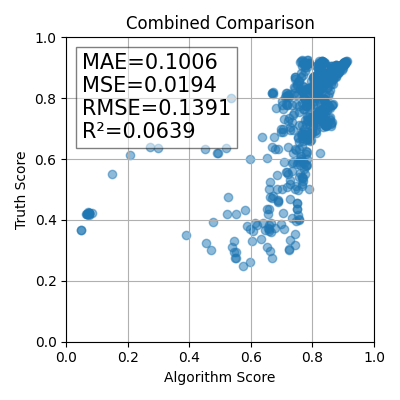 Combined Comparison
MAE=0.1006
MSE=0.0194
RMSE=0.1391
R²=0.0639
Truth Score
1.0
0.8
0.6
0.4
0.2
0.0
0.0 0.2 0.4 0.6 0.8 1.0
Algorithm Score